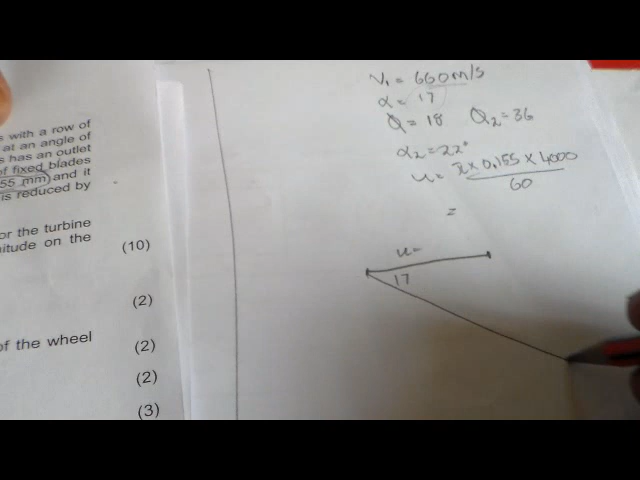 s with a row of
at an angle of
s has an outlet
of fixed blades
55 mm and it
is reduced by
or the turbine
nitude on the
(10)
(2)
of the wheel
(2)
(2)
(3)
V₁ = 660m/s
α = 17
Q = 18 Q₂ = 36
α₂ = 22°
u = π × 0,155 × 4000
60
=
u=
17